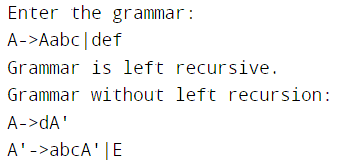 Enter the grammar:
A->Aabc|def
Grammar is left recursive.
Grammar without left recursion:
A->dA'
A'->abcA'|E